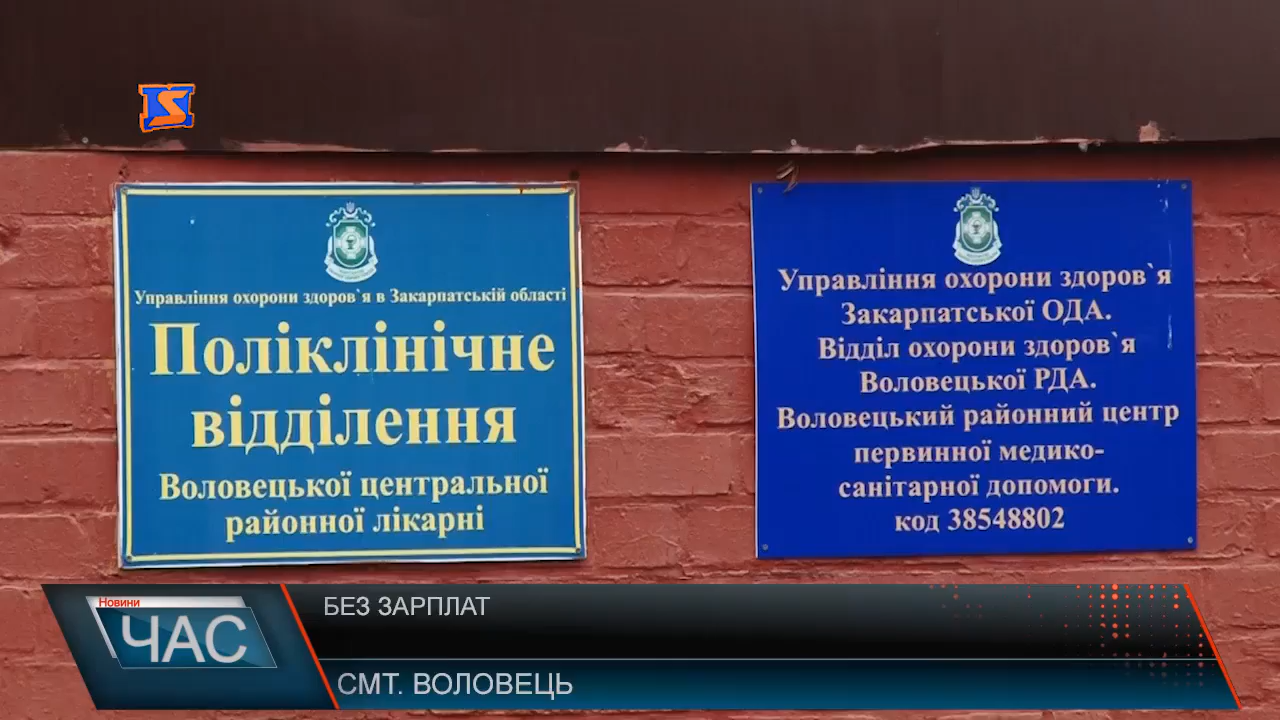 Управління охорони здоров`я в Закарпатській області
Поліклінічне
відділення
Воловецької центральної
районної лікарні
Управління охорони здоров`я
Закарпатської ОДА.
Відділ охорони здоров`я
Воловецької РДА.
Воловецький районний центр
первинної медико-
санітарної допомоги.
код 38548802
Новини
ЧАС
БЕЗ ЗАРПЛАТ
СМТ. ВОЛОВЕЦЬ